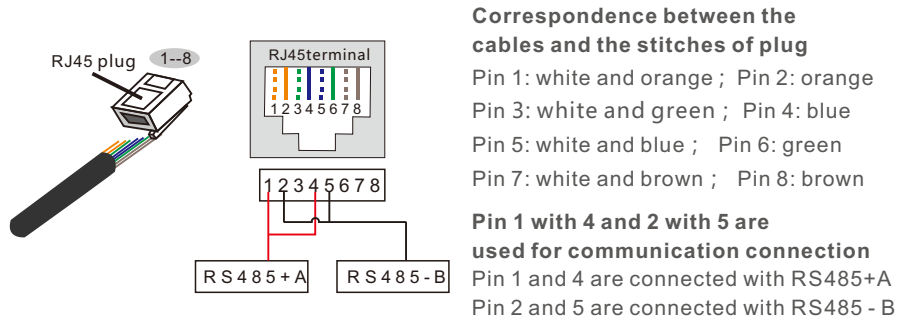 RJ45 plug
1--8
RJ45terminal
12345678
12345678
RS485+A
RS485-B
Correspondence between the
cables and the stitches of plug
Pin 1: white and orange ; Pin 2: orange
Pin 3: white and green ; Pin 4: blue
Pin 5: white and blue ; Pin 6: green
Pin 7: white and brown ; Pin 8: brown
Pin 1 with 4 and 2 with 5 are
used for communication connection
Pin 1 and 4 are connected with RS485+A
Pin 2 and 5 are connected with RS485 - B